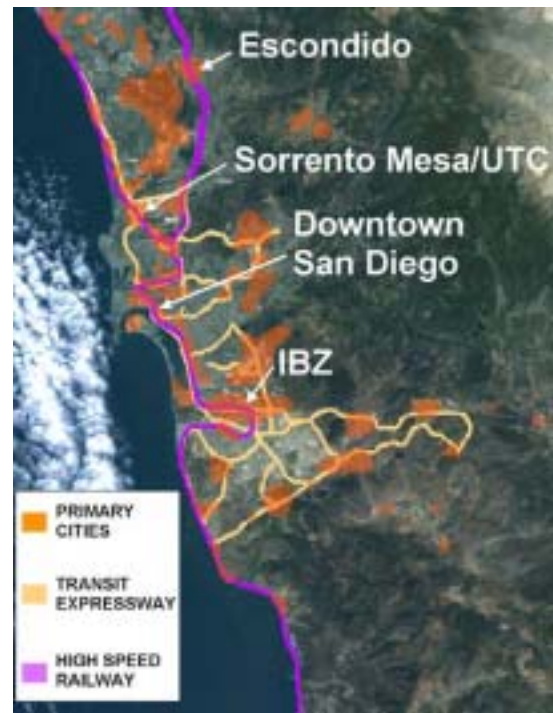 Escondido
Sorrento Mesa/UTC
Downtown
San Diego
IBZ
PRIMARY
CITIES
TRANSIT
EXPRESSWAY
HIGH SPEED
RAILWAY